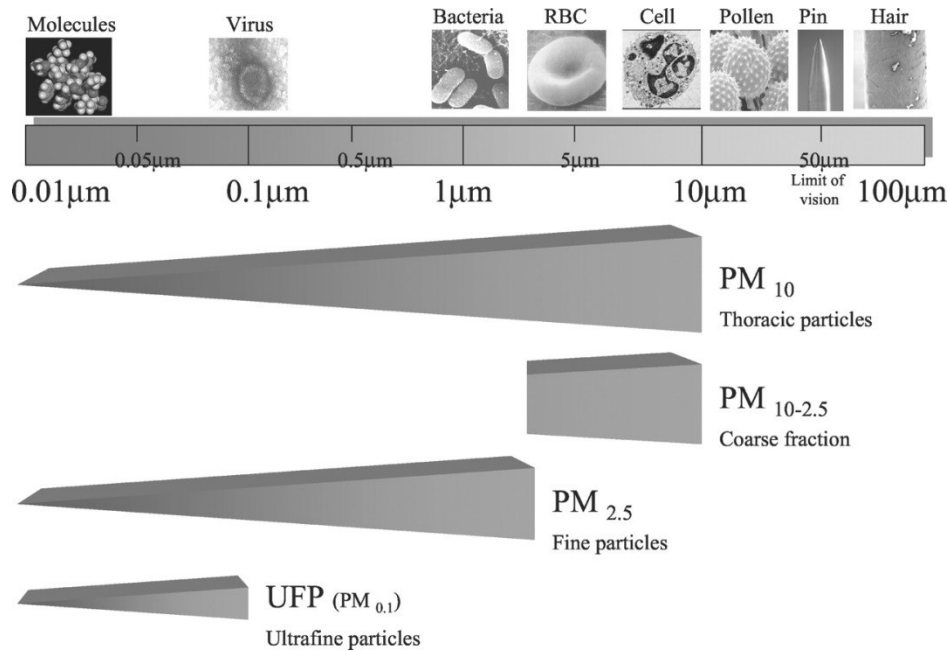 Molecules Virus Bacteria RBC Cell Pollen Pin Hair
0.05µm 0.5µm 5µm 50µm
0.01µm 0.1µm 1µm 10µm Limit of vision 100µm
PM 10
Thoracic particles
PM 10-2.5
Coarse fraction
PM 2.5
Fine particles
UFP (PM 0.1)
Ultrafine particles